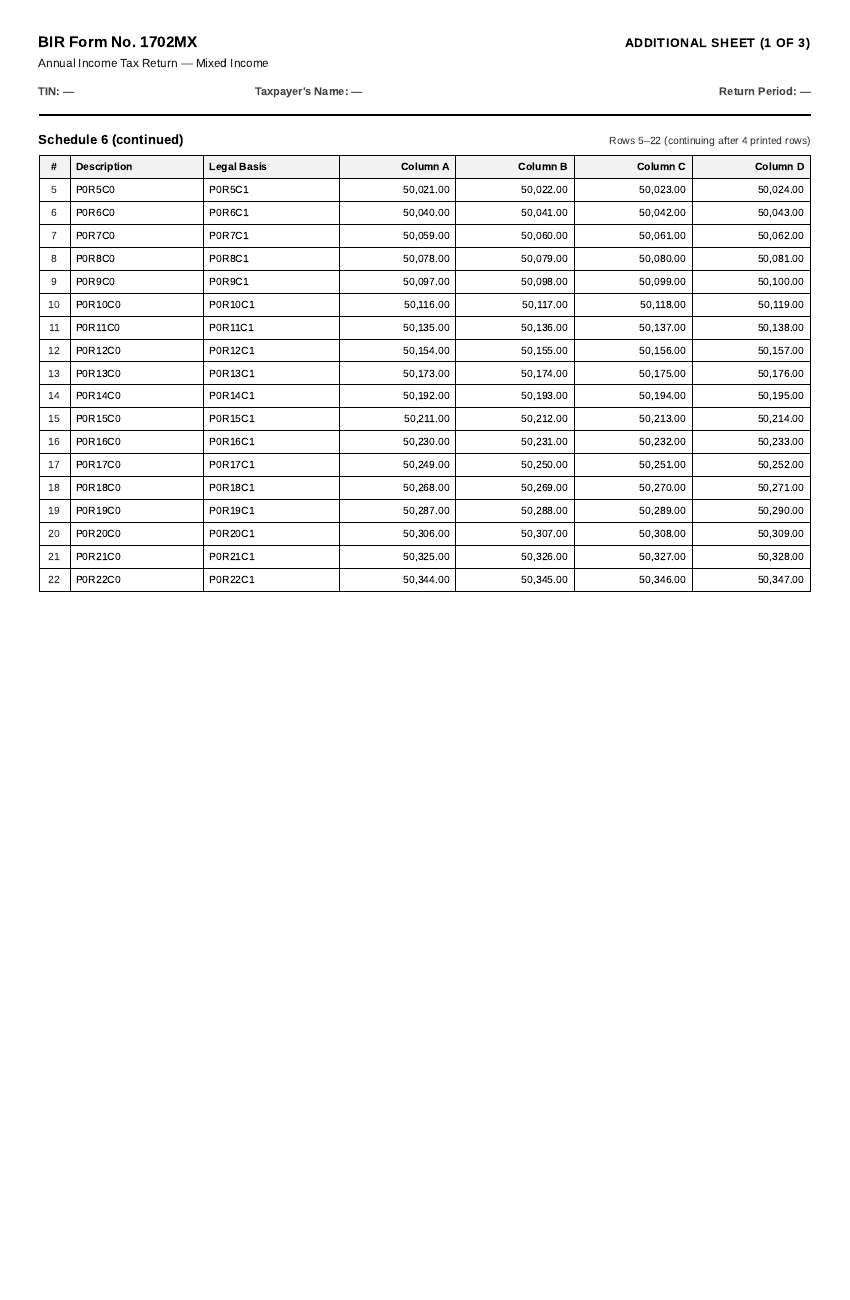 BIR Form No. 1702MX
ADDITIONAL SHEET (1 OF 3)
Annual Income Tax Return — Mixed Income
TIN: — Taxpayer's Name: — Return Period: —
Schedule 6 (continued)
Rows 5–22 (continuing after 4 printed rows)
# Description Legal Basis Column A Column B Column C Column D
5 P0R5C0 P0R5C1 50,021.00 50,022.00 50,023.00 50,024.00
6 P0R6C0 P0R6C1 50,040.00 50,041.00 50,042.00 50,043.00
7 P0R7C0 P0R7C1 50,059.00 50,060.00 50,061.00 50,062.00
8 P0R8C0 P0R8C1 50,078.00 50,079.00 50,080.00 50,081.00
9 P0R9C0 P0R9C1 50,097.00 50,098.00 50,099.00 50,100.00
10 P0R10C0 P0R10C1 50,116.00 50,117.00 50,118.00 50,119.00
11 P0R11C0 P0R11C1 50,135.00 50,136.00 50,137.00 50,138.00
12 P0R12C0 P0R12C1 50,154.00 50,155.00 50,156.00 50,157.00
13 P0R13C0 P0R13C1 50,173.00 50,174.00 50,175.00 50,176.00
14 P0R14C0 P0R14C1 50,192.00 50,193.00 50,194.00 50,195.00
15 P0R15C0 P0R15C1 50,211.00 50,212.00 50,213.00 50,214.00
16 P0R16C0 P0R16C1 50,230.00 50,231.00 50,232.00 50,233.00
17 P0R17C0 P0R17C1 50,249.00 50,250.00 50,251.00 50,252.00
18 P0R18C0 P0R18C1 50,268.00 50,269.00 50,270.00 50,271.00
19 P0R19C0 P0R19C1 50,287.00 50,288.00 50,289.00 50,290.00
20 P0R20C0 P0R20C1 50,306.00 50,307.00 50,308.00 50,309.00
21 P0R21C0 P0R21C1 50,325.00 50,326.00 50,327.00 50,328.00
22 P0R22C0 P0R22C1 50,344.00 50,345.00 50,346.00 50,347.00